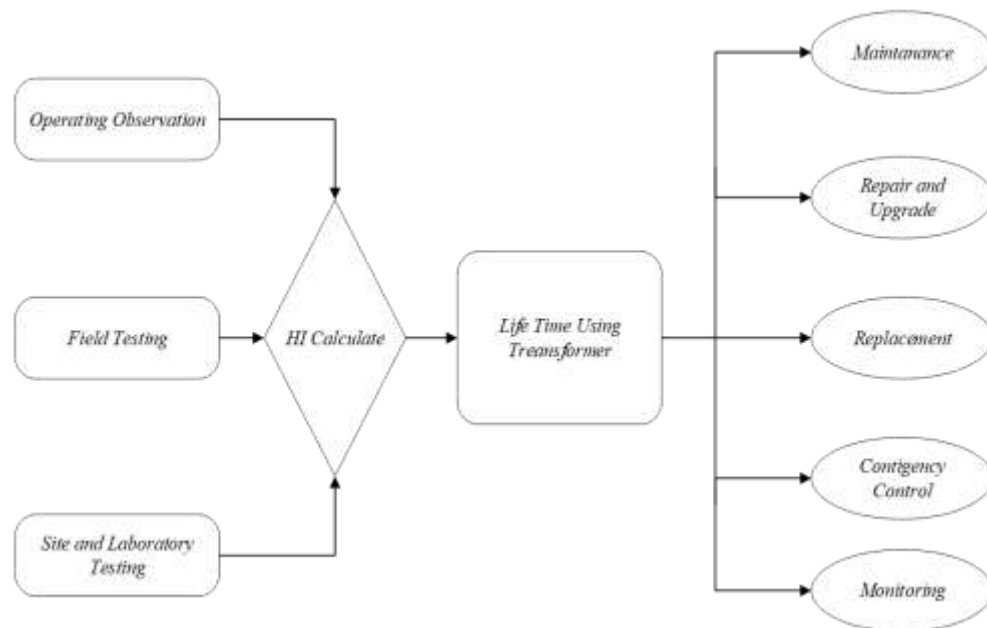 Operating Observation
Field Testing
Site and Laboratory
Testing
HI Calculate
Life Time Using
Treansformer
Maintanance
Repair and
Upgrade
Replacement
Contigency
Control
Monitoring